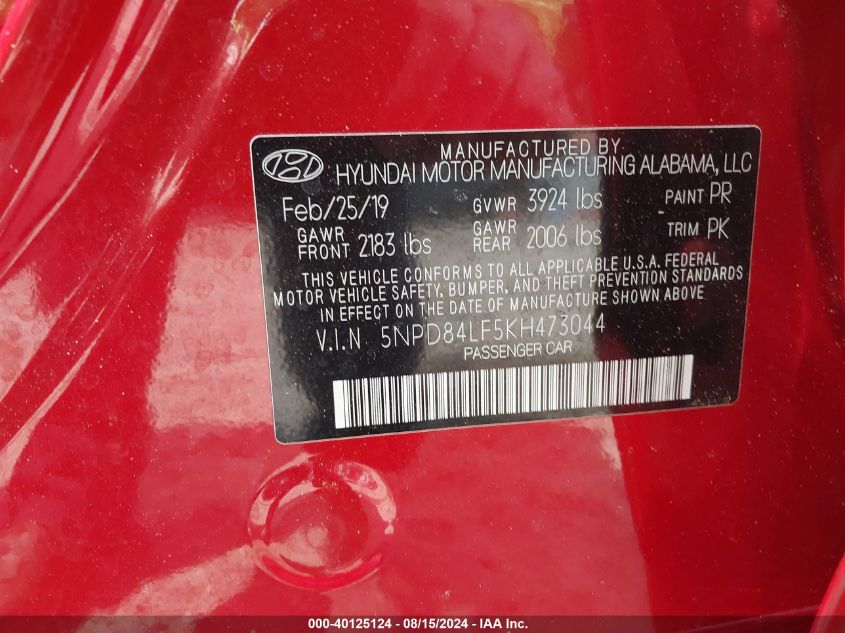 MANUFACTURED BY
HYUNDAI MOTOR MANUFACTURING ALABAMA, LLC
Feb/25/19 GVWR 3924 lbs PAINT PR
GAWR FRONT 2183 lbs GAWR REAR 2006 lbs TRIM PK
THIS VEHICLE CONFORMS TO ALL APPLICABLE U.S.A. FEDERAL
MOTOR VEHICLE SAFETY, BUMPER, AND THEFT PREVENTION STANDARDS
IN EFFECT ON THE DATE OF MANUFACTURE SHOWN ABOVE
V.I.N 5NPD84LF5KH473044
PASSENGER CAR
000-40125124 - 08/15/2024 - IAA Inc.